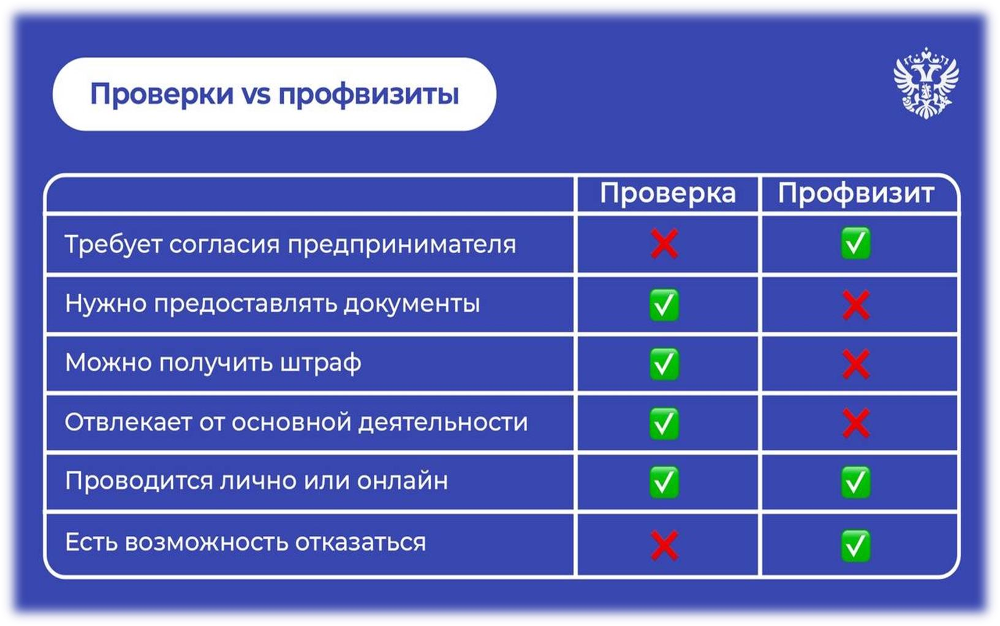 Проверки vs профвизиты
Проверка Профвизит
Требует согласия предпринимателя ❌ ✅
Нужно предоставлять документы ✅ ❌
Можно получить штраф ✅ ❌
Отвлекает от основной деятельности ✅ ❌
Проводится лично или онлайн ✅ ✅
Есть возможность отказаться ❌ ✅